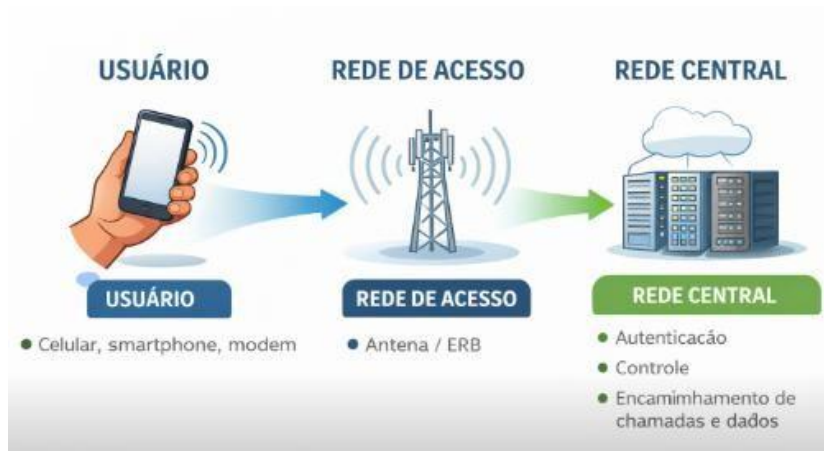 USUÁRIO
REDE DE ACESSO
REDE CENTRAL
USUÁRIO
REDE DE ACESSO
REDE CENTRAL
• Celular, smartphone, modem
• Antena / ERB
• Autenticacáo
• Controle
• Encamimhamento de
chamadas e dados